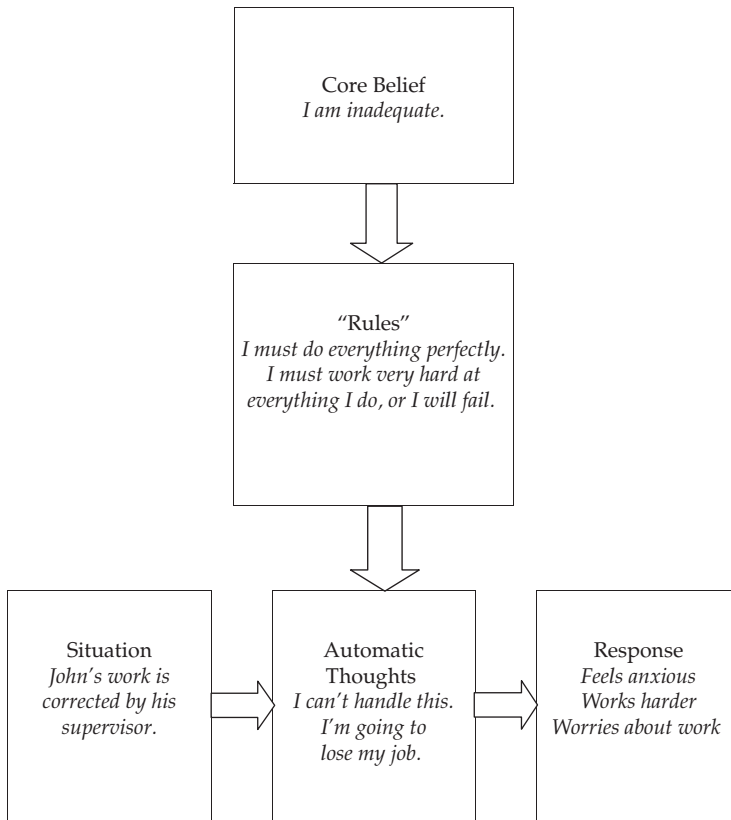 Core Belief
I am inadequate.
“Rules”
I must do everything perfectly.
I must work very hard at
everything I do, or I will fail.
Situation
John's work is
corrected by his
supervisor.
Automatic
Thoughts
I can't handle this.
I'm going to
lose my job.
Response
Feels anxious
Works harder
Worries about work